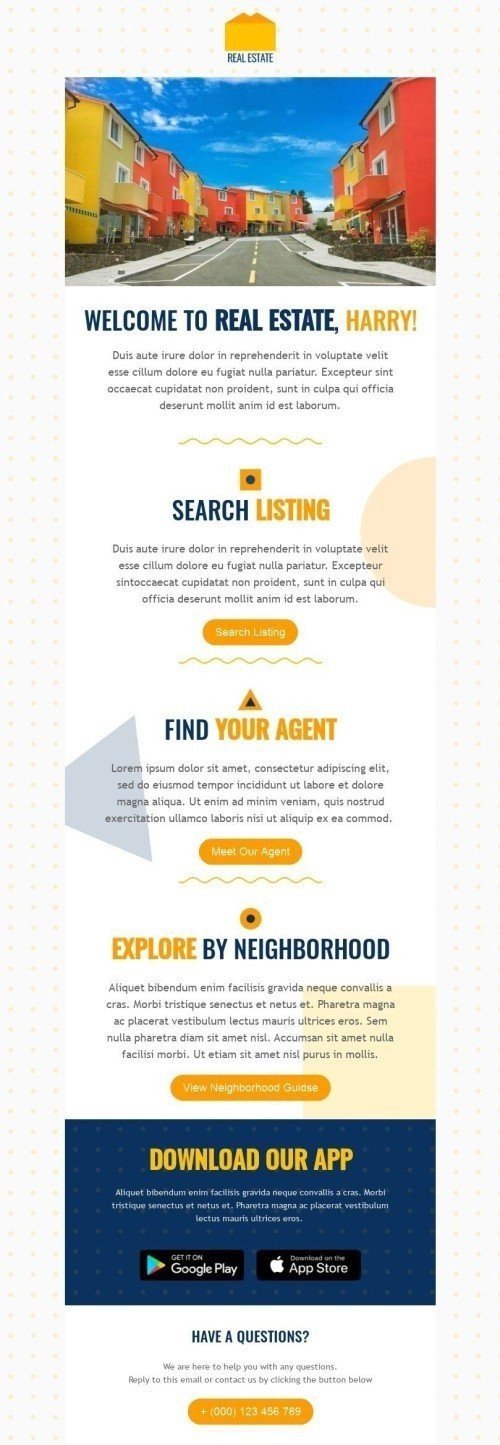 REAL ESTATE
WELCOME TO REAL ESTATE, HARRY!
Duis aute irure dolor in reprehenderit in voluptate velit
esse cillum dolore eu fugiat nulla pariatur. Excepteur sint
occaecat cupidatat non proident, sunt in culpa qui officia
deserunt mollit anim id est laborum.
SEARCH LISTING
Duis aute irure dolor in reprehenderit in voluptate velit
esse cillum dolore eu fugiat nulla pariatur. Excepteur
sintoccaecat cupidatat non proident, sunt in culpa qui
officia deserunt mollit anim id est laborum.
Search Listing
FIND YOUR AGENT
Lorem ipsum dolor sit amet, consectetur adipiscing elit,
sed do eiusmod tempor incididunt ut labore et dolore
magna aliqua. Ut enim ad minim veniam, quis nostrud
exercitation ullamco laboris nisi ut aliquip ex ea commod.
Meet Our Agent
EXPLORE BY NEIGHBORHOOD
Aliquet bibendum enim facilisis gravida neque convallis a
cras. Morbi tristique senectus et netus et. Pharetra magna
ac placerat vestibulum lectus mauris ultrices eros. Sem
nulla pharetra diam sit amet nisl. Accumsan sit amet nulla
facilisi morbi. Ut etiam sit amet nisl purus in mollis.
View Neighborhood Guidse
DOWNLOAD OUR APP
Aliquet bibendum enim facilisis gravida neque convallis a cras. Morbi
tristique senectus et netus et. Pharetra magna ac placerat vestibulum
lectus mauris ultrices eros.
GET IT ON
Google Play
Download on the
App Store
HAVE A QUESTIONS?
We are here to help you with any questions.
Reply to this email or contact us by clicking the button below
+ (000) 123 456 789